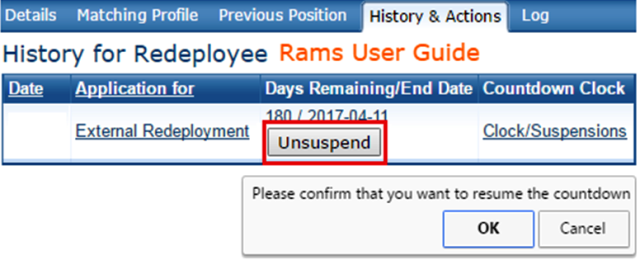 Details Matching Profile Previous Position History & Actions Log
History for Redeployee Rams User Guide
Date Application for Days Remaining/End Date Countdown Clock
180 / 2017-04-11
External Redeployment Unsuspend Clock/Suspensions
Please confirm that you want to resume the countdown
OK Cancel